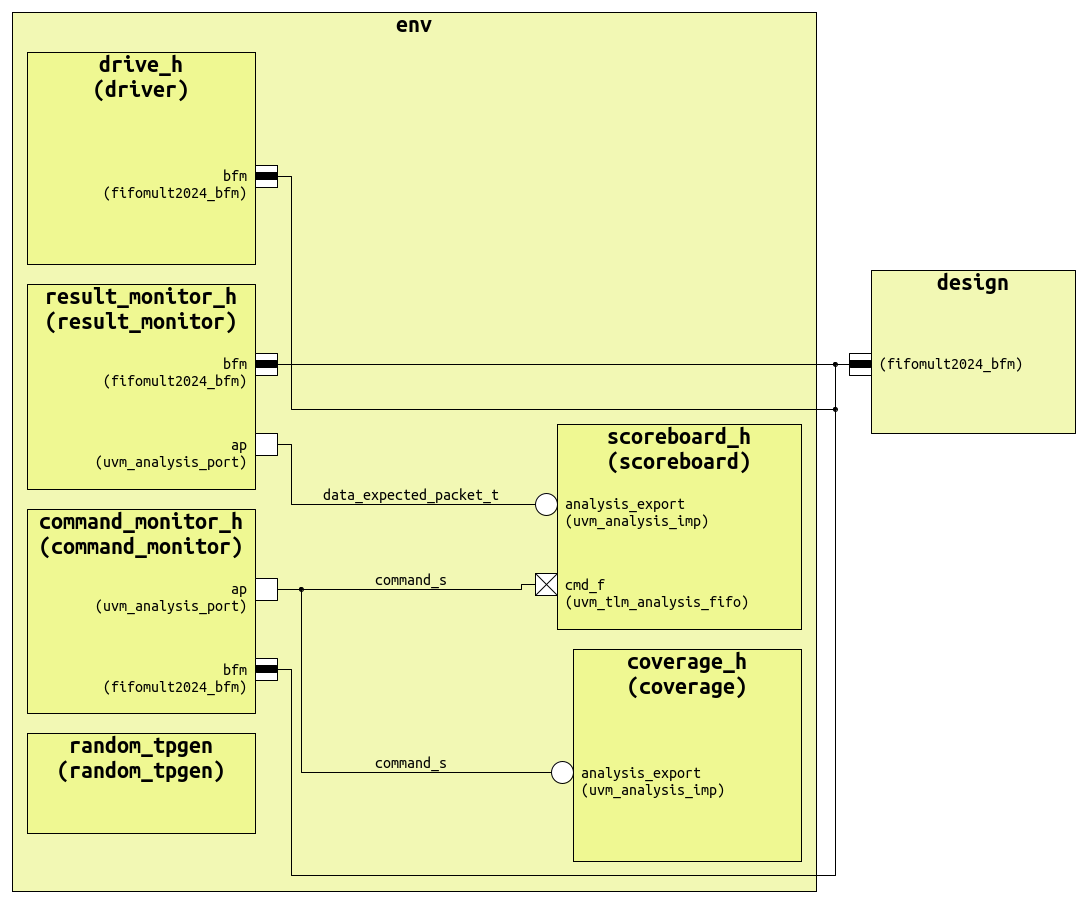 env
drive_h
(driver)
bfm
(fifomult2024_bfm)
result_monitor_h
(result_monitor)
bfm
(fifomult2024_bfm)
ap
(uvm_analysis_port)
command_monitor_h
(command_monitor)
ap
(uvm_analysis_port)
bfm
(fifomult2024_bfm)
random_tpgen
(random_tpgen)
data_expected_packet_t
command_s
command_s
scoreboard_h
(scoreboard)
analysis_export
(uvm_analysis_imp)
cmd_f
(uvm_tlm_analysis_fifo)
coverage_h
(coverage)
analysis_export
(uvm_analysis_imp)
design
(fifomult2024_bfm)